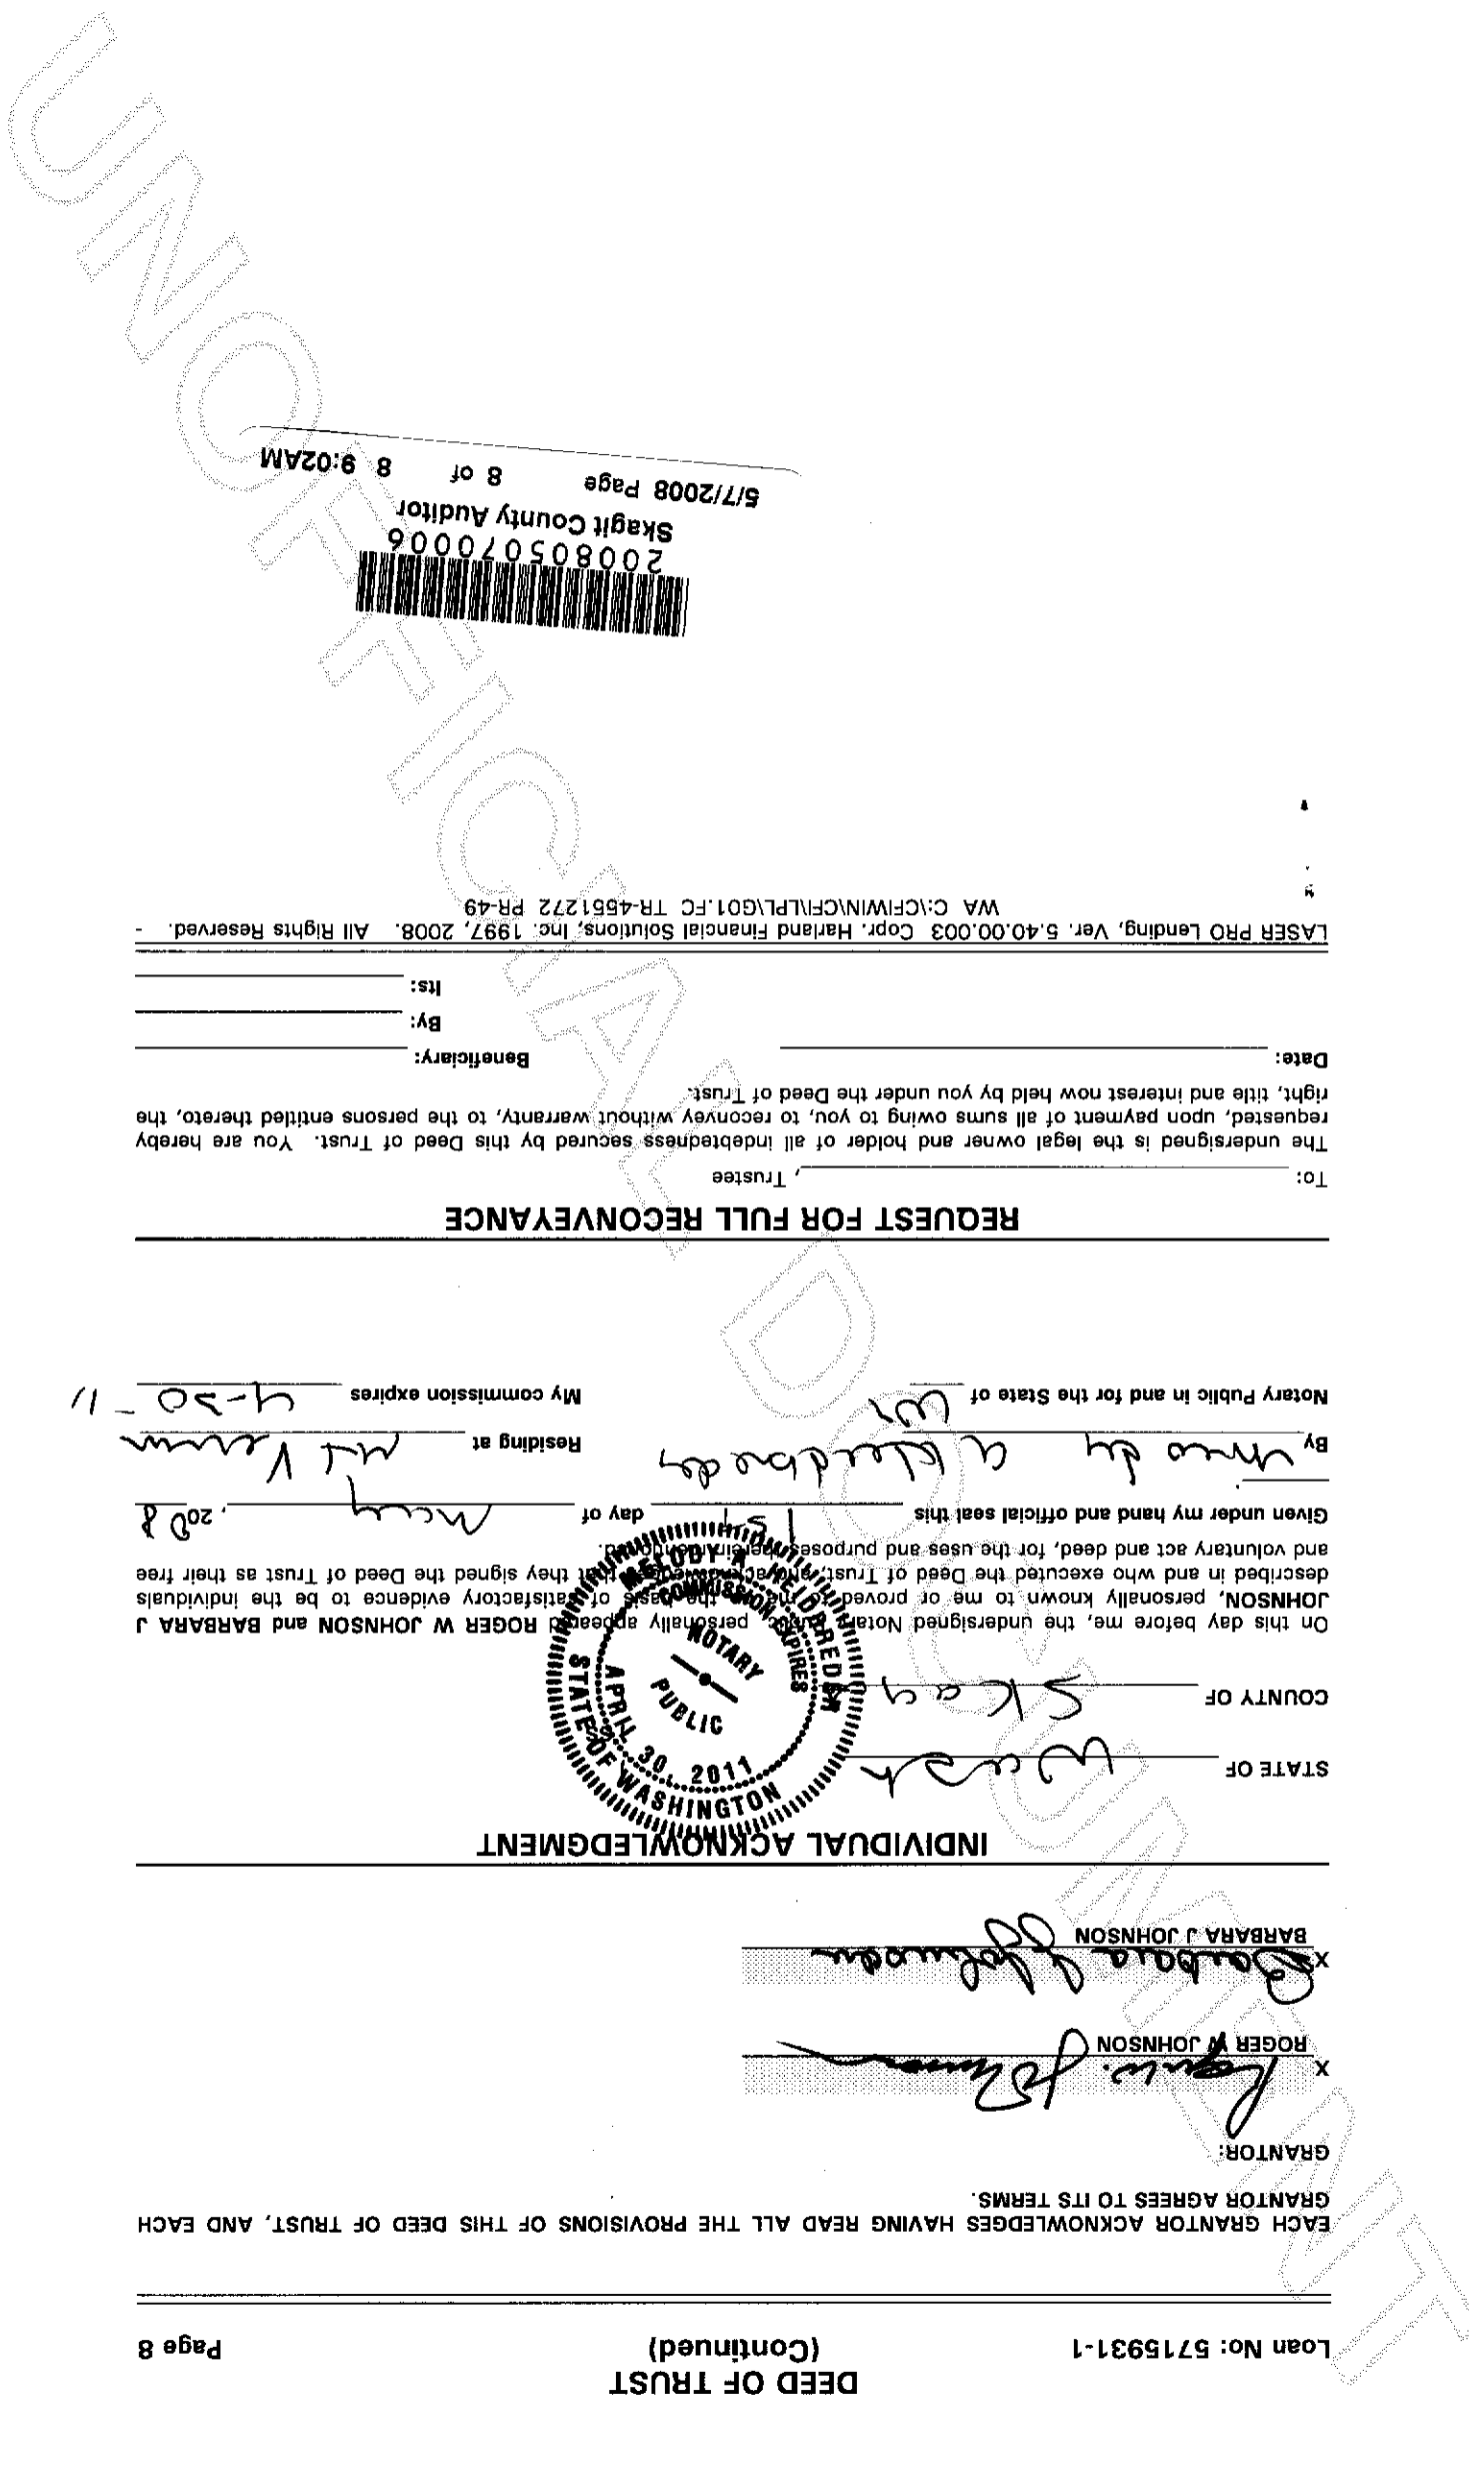 DEED OF TRUST
Loan No: 5715931-1 (Continued) Page 8
EACH GRANTOR ACKNOWLEDGES HAVING READ ALL THE PROVISIONS OF THIS DEED OF TRUST, AND EACH
GRANTOR AGREES TO ITS TERMS.
GRANTOR:
X Roger W. Johnson
ROGER W JOHNSON
X Barbara J Johnson
BARBARA J JOHNSON
INDIVIDUAL ACKNOWLEDGMENT
STATE OF Wash
COUNTY OF Skagit
MELODY A HEIDBREDER
COMMISSION EXPIRES
NOTARY
PUBLIC
APRIL 30, 2011
STATE OF WASHINGTON
On this day before me, the undersigned Notary Public, personally appeared ROGER W JOHNSON and BARBARA J
JOHNSON, personally known to me or proved to me on the basis of satisfactory evidence to be the individuals
described in and who executed the Deed of Trust, and acknowledged that they signed the Deed of Trust as their free
and voluntary act and deed, for the uses and purposes therein mentioned.
Given under my hand and official seal this 1st day of May, 2008
By Melody A Heidbreder Residing at Mt Vernon
Notary Public in and for the State of WA My commission expires 4-30-11
REQUEST FOR FULL RECONVEYANCE
To: , Trustee
The undersigned is the legal owner and holder of all indebtedness secured by this Deed of Trust. You are hereby
requested, upon payment of all sums owing to you, to reconvey without warranty, to the persons entitled thereto, the
right, title and interest now held by you under the Deed of Trust.
Date: Beneficiary:
By:
Its:
LASER PRO Lending, Ver. 5.40.00.003 Copr. Harland Financial Solutions, Inc. 1997, 2008. All Rights Reserved. -
WA C:\CFIWIN\CFI\LPL\G01.FC TR-4551272 PR-49
200805070006
Skagit County Auditor
5/7/2008 Page 8 of 8 9:02AM
UNOFFICIAL DOCUMENT